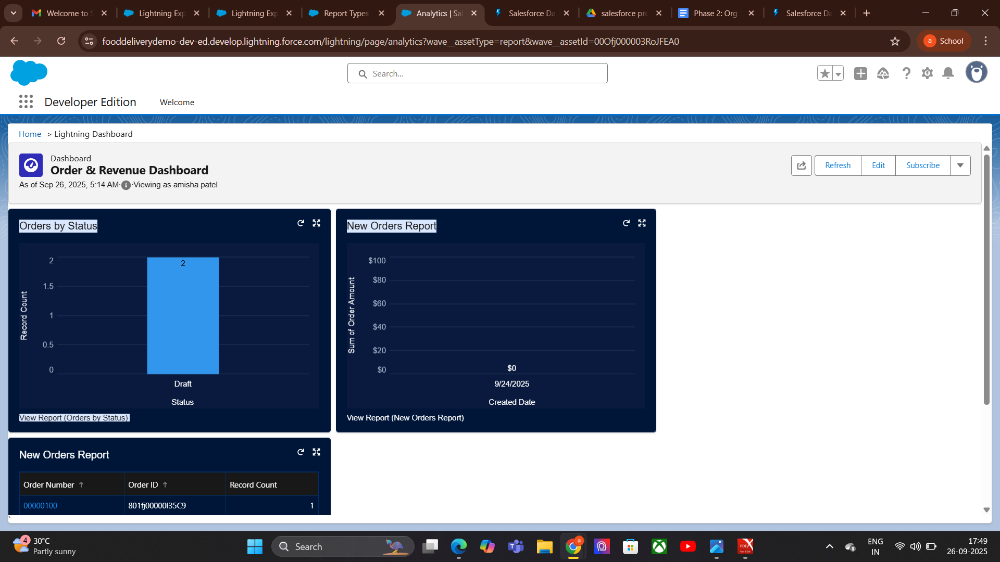 Welcome to S
Lightning Exp
Lightning Exp
Report Types
Analytics | Sal
Salesforce Da
salesforce pro
Phase 2: Org
Salesforce Da
fooddeliverydemo-dev-ed.develop.lightning.force.com/lightning/page/analytics?wave__assetType=report&wave__assetId=00Ofj000003RoJFEA0
a School
Search...
Developer Edition
Welcome
Home > Lightning Dashboard
Dashboard
Order & Revenue Dashboard
As of Sep 26, 2025, 5:14 AM·Viewing as amisha patel
Refresh
Edit
Subscribe
Orders by Status
2
1.5
1
0.5
0
Record Count
2
Draft
Status
View Report (Orders by Status)
New Orders Report
$100
$80
$60
$40
$20
$0
Sum of Order Amount
$0
9/24/2025
Created Date
View Report (New Orders Report)
New Orders Report
Order Number ↑ Order ID ↑ Record Count
00000100 801fj00000I35C9 1
4
30°C
Partly sunny
Search
a
ENG
IN
17:49
26-09-2025